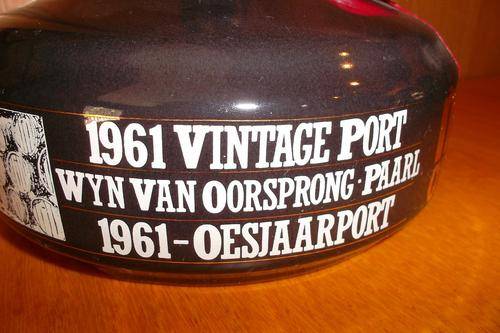 1961 VINTAGE PORT
WYN VAN OORSPRONG · PAARL
1961-OESJAARPORT